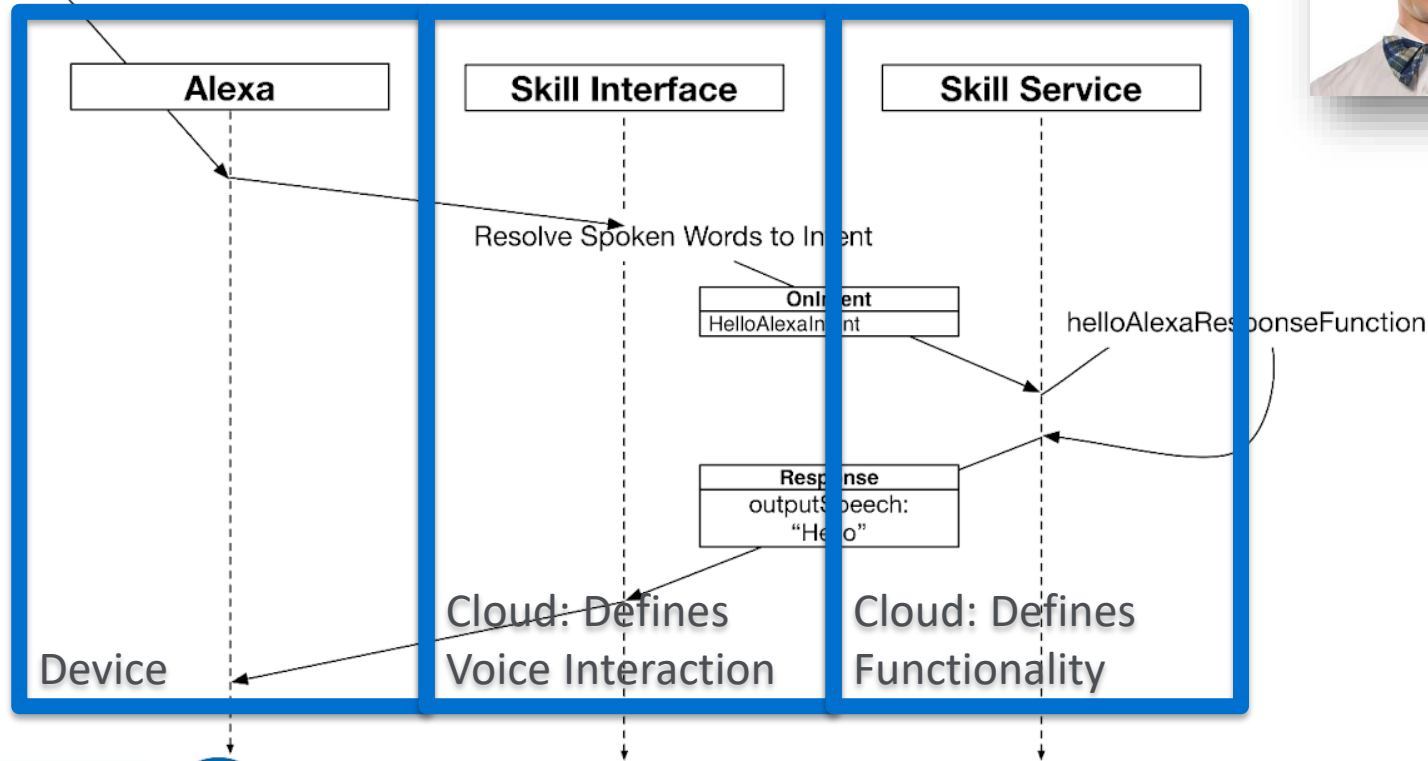 Alexa
Skill Interface
Skill Service
Resolve Spoken Words to Intent
OnIntent
HelloAlexaIntent
helloAlexaResponseFunction
Response
outputSpeech:
“Hello”
Device
Cloud: Defines
Voice Interaction
Cloud: Defines
Functionality